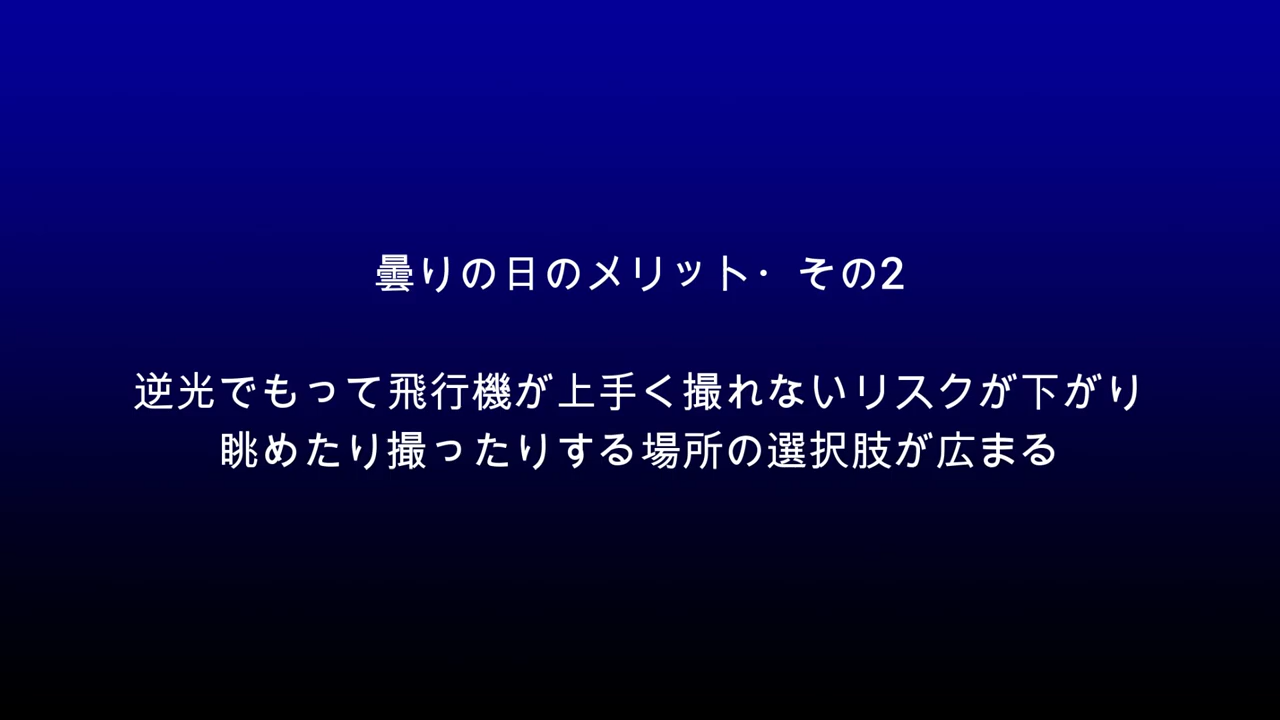 曇りの日のメリット・その2
逆光でもって飛行機が上手く撮れないリスクが下がり
眺めたり撮ったりする場所の選択肢が広まる